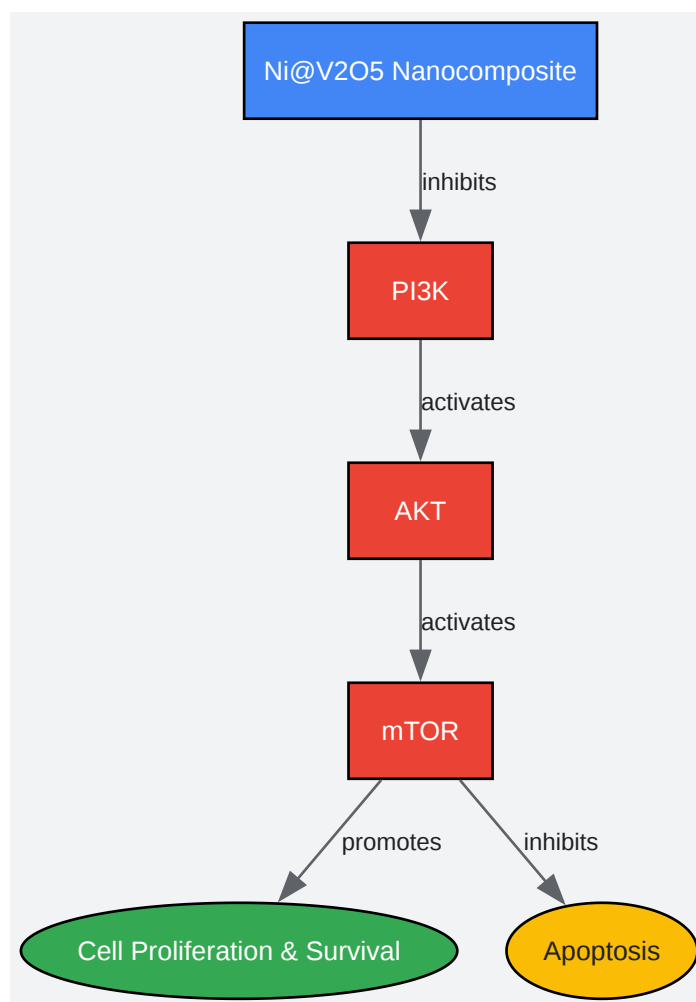 Ni@V2O5 Nanocomposite
inhibits
PI3K
activates
AKT
activates
mTOR
promotes
inhibits
Cell Proliferation & Survival
Apoptosis